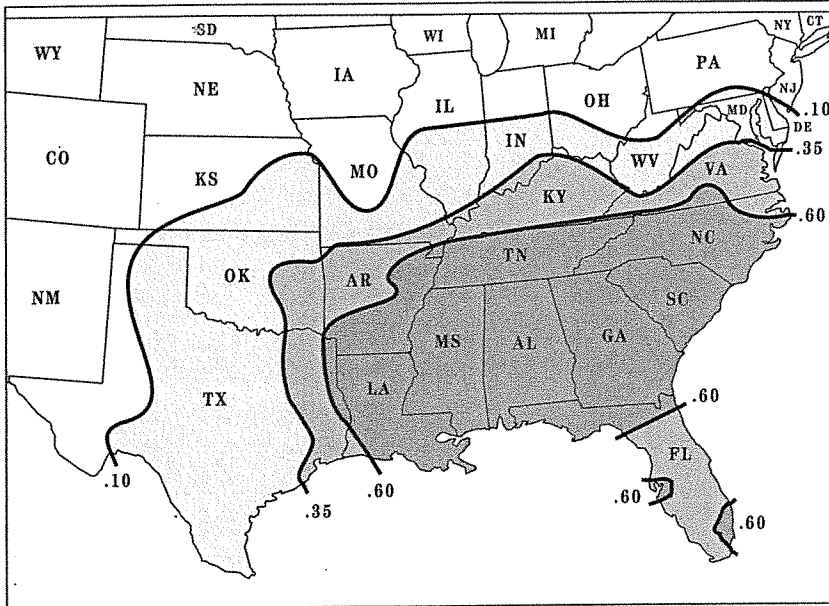 SD
WI
MI
NY
CT
WY
PA
IA
NE
NJ
OH
IL
.10
MD
IN
DE
CO
.35
MO
WV
VA
KS
KY
.60
NC
TN
OK
AR
NM
SC
MS
AL
GA
LA
TX
.60
FL
.10
.60
.35
.60
.60